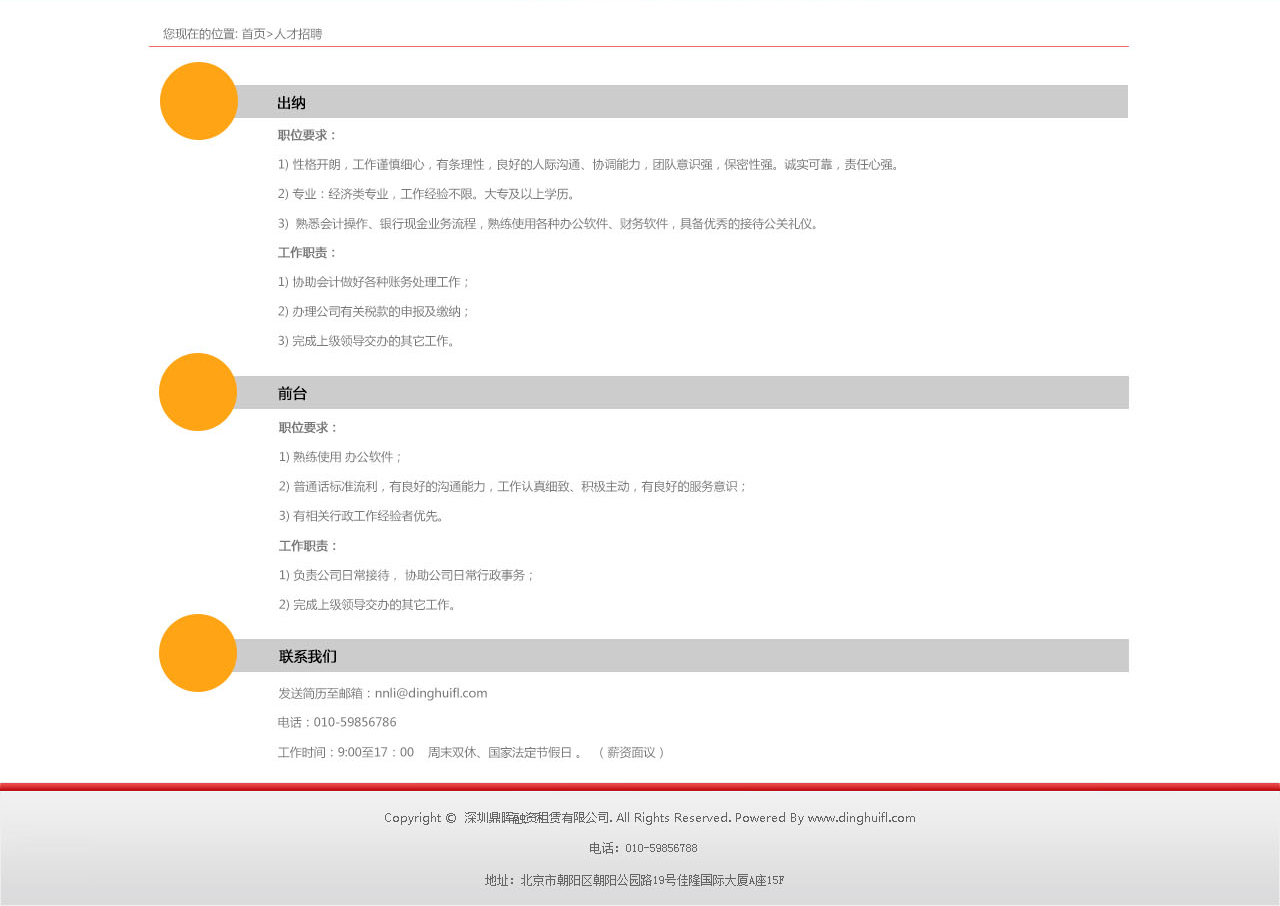 您现在的位置: 首页>人才招聘
出纳
职位要求：
1) 性格开朗，工作谨慎细心，有条理性，良好的人际沟通、协调能力，团队意识强，保密性强。诚实可靠，责任心强。
2) 专业：经济类专业，工作经验不限。大专及以上学历。
3)  熟悉会计操作、银行现金业务流程，熟练使用各种办公软件、财务软件，具备优秀的接待公关礼仪。
工作职责：
1) 协助会计做好各种账务处理工作；
2) 办理公司有关税款的申报及缴纳；
3) 完成上级领导交办的其它工作。
前台
职位要求：
1) 熟练使用 办公软件；
2) 普通话标准流利，有良好的沟通能力，工作认真细致、积极主动，有良好的服务意识；
3) 有相关行政工作经验者优先。
工作职责：
1) 负责公司日常接待， 协助公司日常行政事务；
2) 完成上级领导交办的其它工作。
联系我们
发送简历至邮箱：nnli@dinghuifl.com
电话：010-59856786
工作时间：9:00至17：00    周末双休、国家法定节假日 。  （ 薪资面议 ）
Copyright ©  深圳鼎晖融资租赁有限公司. All Rights Reserved. Powered By www.dinghuifl.com
电话：010-59856788
地址：北京市朝阳区朝阳公园路19号佳隆国际大厦A座15F